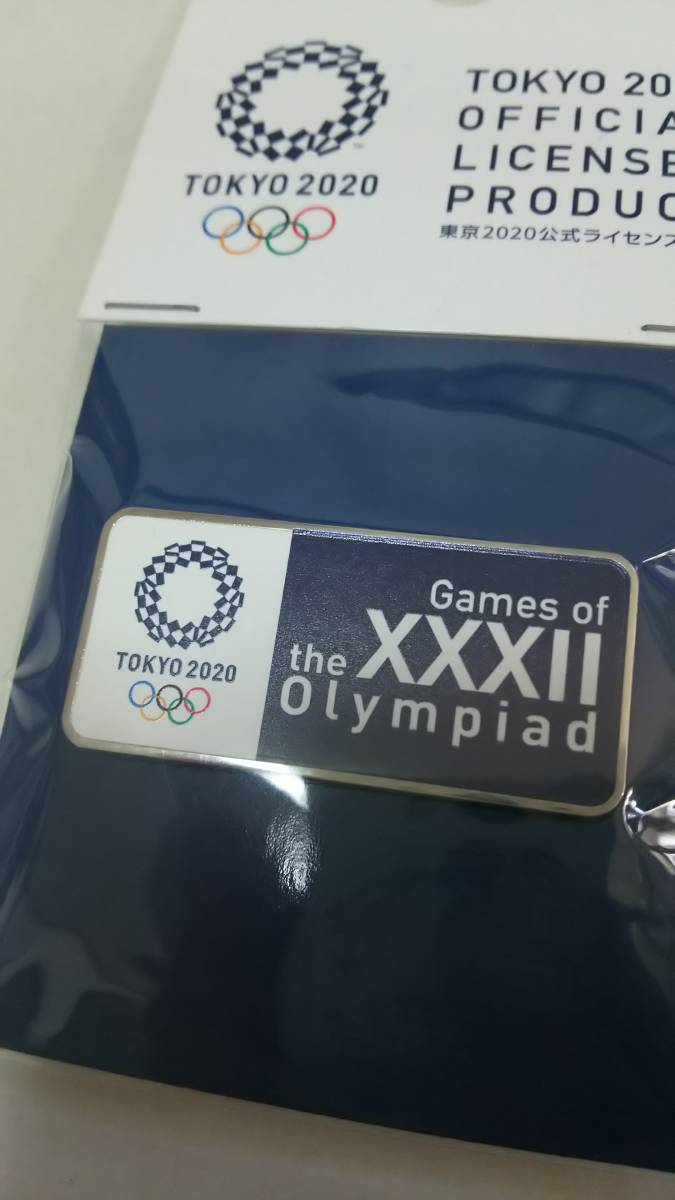 TOKYO 2020
TOKYO 20
OFFICIA
LICENSE
PRODUC
東京2020公式ライセンス
TOKYO 2020
Games of
the XXXII
Olympiad